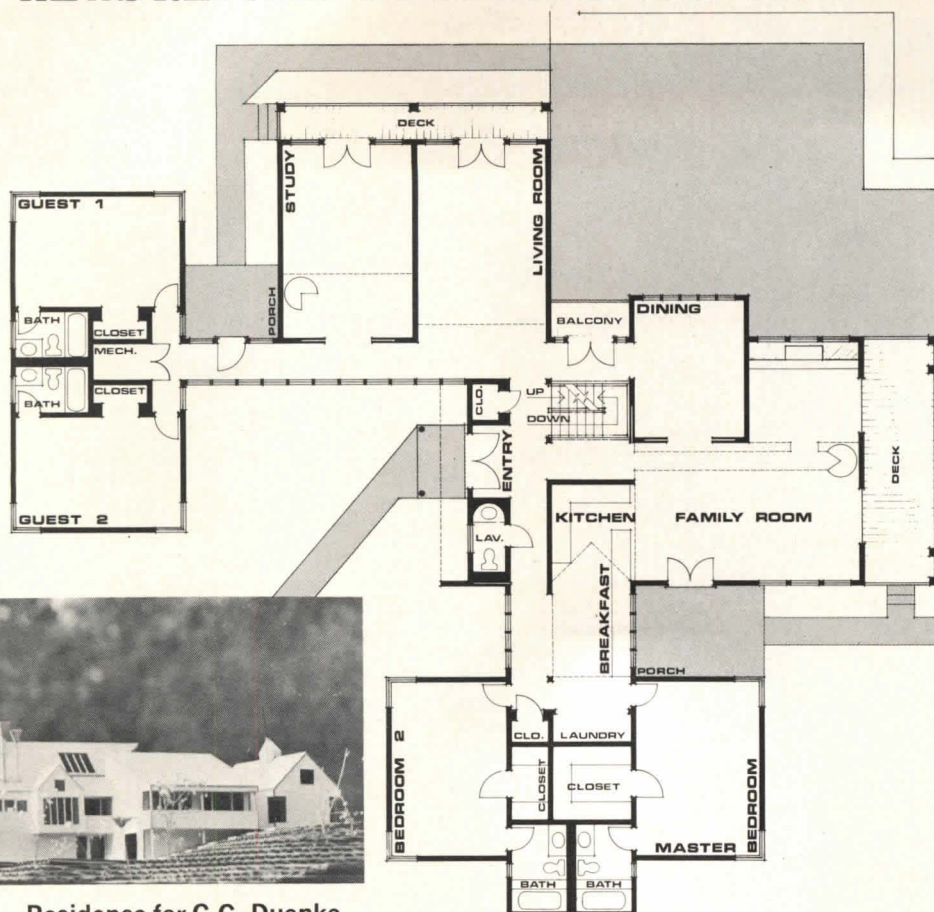 DECK
STUDY
LIVING ROOM
GUEST 1
PORCH
BATH
CLOSET
MECH.
BALCONY
DINING
BATH
CLOSET
CLO.
UP
DOWN
ENTRY
DECK
GUEST 2
KITCHEN
FAMILY ROOM
LAV.
BREAKFAST
PORCH
BEDROOM 2
CLO.
LAUNDRY
CLOSET
CLOSET
MASTER BEDROOM
BATH
BATH
Residence for C.G. Duenke